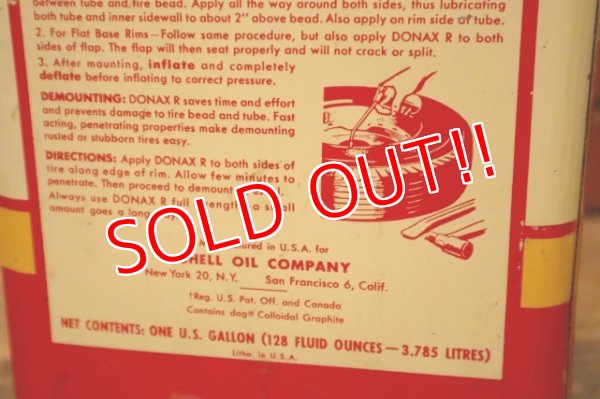 between tube and tire bead. Apply all the way around both sides, thus lubricating
both tube and inner sidewall to about 2" above bead. Also apply on rim side of tube.
2. For Flat Base Rims—Follow same procedure, but also apply DONAX R to both
sides of flap. The flap will then seat properly and will not crack or split.
3. After mounting, inflate and completely
deflate before inflating to correct pressure.
DEMOUNTING: DONAX R saves time and effort
and prevents damage to tire bead and tube. Fast
acting, penetrating properties make demounting
rusted or stubborn tires easy.
DIRECTIONS: Apply DONAX R to both sides of
tire along edge of rim. Allow few minutes to
penetrate. Then proceed to demount
Always use DONAX R full strength—a small
amount goes a long
SOLD OUT!!
in U.S.A. for
SHELL OIL COMPANY
New York 20, N.Y. San Francisco 6, Calif.
†Reg. U.S. Pat. Off. and Canada
Contains dag® Colloidal Graphite
NET CONTENTS: ONE U.S. GALLON (128 FLUID OUNCES—3.785 LITRES)
Litho. in U.S.A.